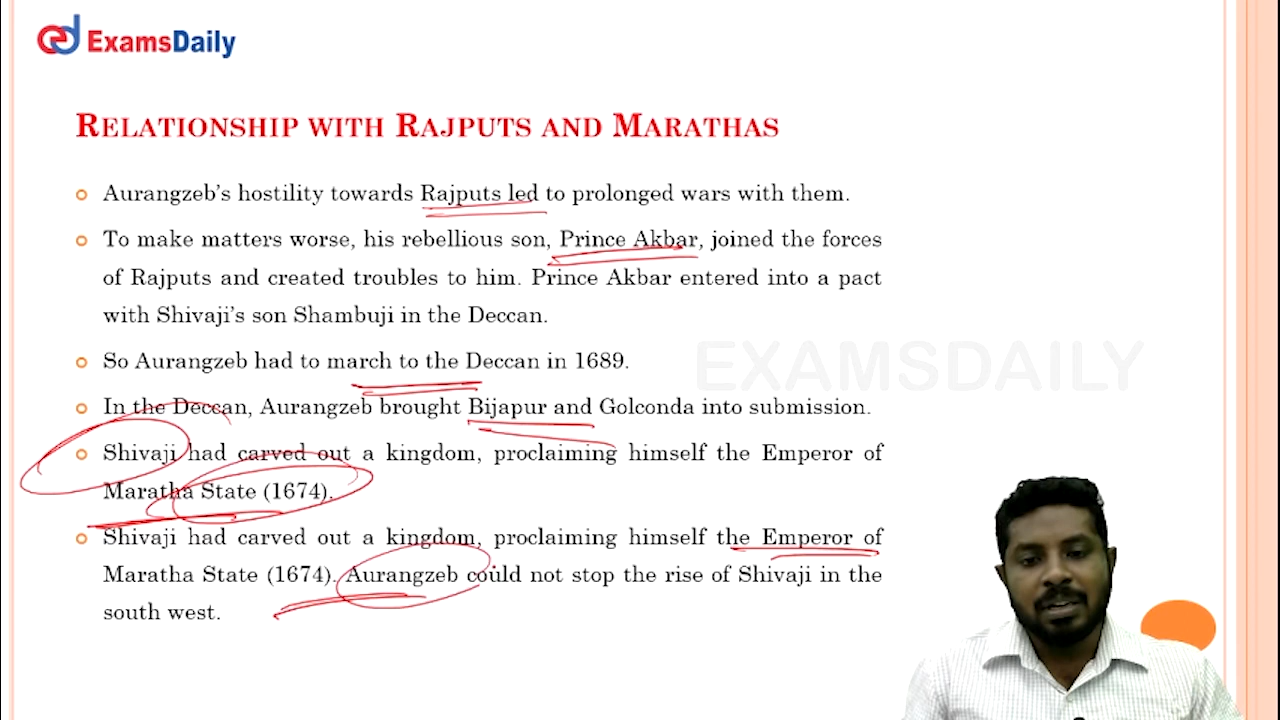 ExamsDaily
RELATIONSHIP WITH RAJPUTS AND MARATHAS
Aurangzeb's hostility towards Rajputs led to prolonged wars with them.
To make matters worse, his rebellious son, Prince Akbar, joined the forces
of Rajputs and created troubles to him. Prince Akbar entered into a pact
with Shivaji's son Shambuji in the Deccan.
So Aurangzeb had to march to the Deccan in 1689.
EXAMSDAILY
In the Deccan, Aurangzeb brought Bijapur and Golconda into submission.
Shivaji had carved out a kingdom, proclaiming himself the Emperor of
Maratha State (1674).
Shivaji had carved out a kingdom, proclaiming himself the Emperor of
Maratha State (1674). Aurangzeb could not stop the rise of Shivaji in the
south west.